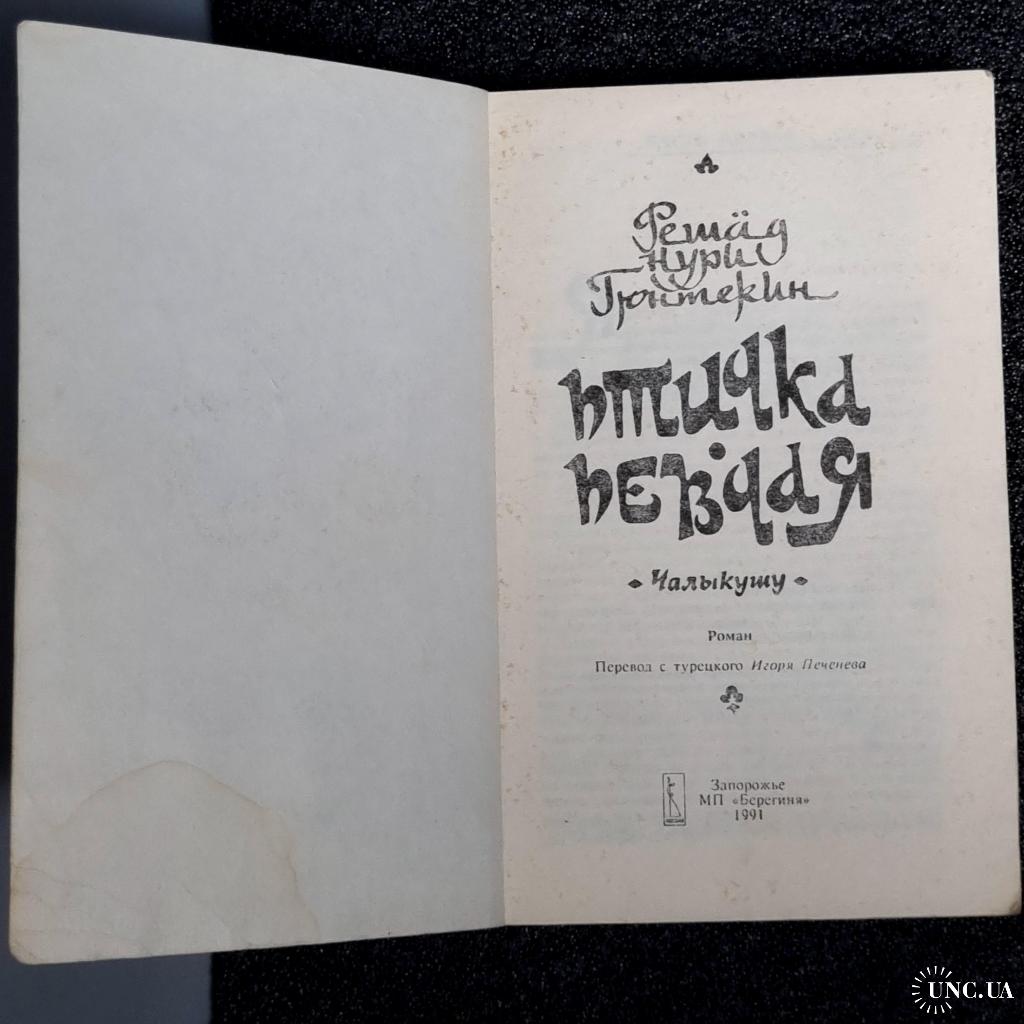 Решад
Нури
Гюнтекин
Птичка
певчая
Чалыкушу
Роман
Перевод с турецкого Игоря Печенева
Запорожье
МП «Берегиня»
1991
UNC.UA